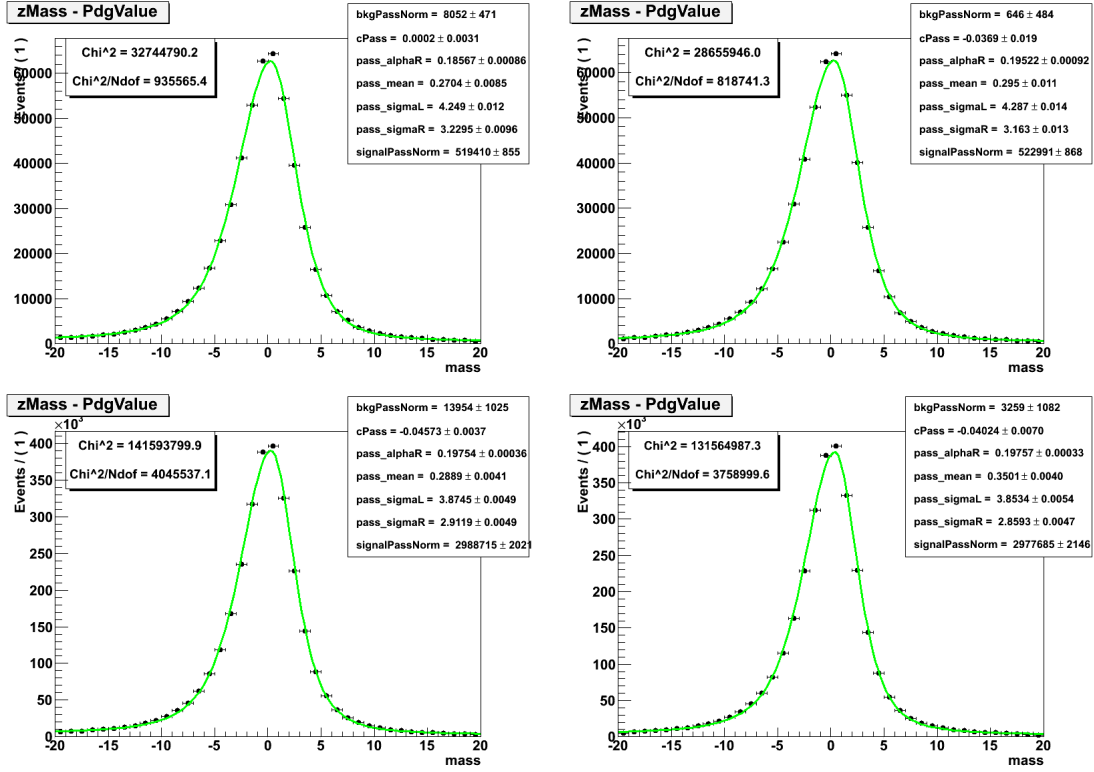 zMass - PdgValue
Chi^2 = 32744790.2
Chi^2/Ndof = 935565.4
bkgPassNorm = 8052 ± 471
cPass = 0.0002 ± 0.0031
pass_alphaR = 0.18567 ± 0.00086
pass_mean = 0.2704 ± 0.0085
pass_sigmaL = 4.249 ± 0.012
pass_sigmaR = 3.2295 ± 0.0096
signalPassNorm = 519410 ± 855
Events / ( 1 )
60000
50000
40000
30000
20000
10000
0
-20 -15 -10 -5 0 5 10 15 20
mass
zMass - PdgValue
Chi^2 = 28655946.0
Chi^2/Ndof = 818741.3
bkgPassNorm = 646 ± 484
cPass = -0.0369 ± 0.019
pass_alphaR = 0.19522 ± 0.00092
pass_mean = 0.295 ± 0.011
pass_sigmaL = 4.287 ± 0.014
pass_sigmaR = 3.163 ± 0.013
signalPassNorm = 522991 ± 868
Events / ( 1 )
60000
50000
40000
30000
20000
10000
0
-20 -15 -10 -5 0 5 10 15 20
mass
zMass - PdgValue
×10³
Chi^2 = 141593799.9
Chi^2/Ndof = 4045537.1
bkgPassNorm = 13954 ± 1025
cPass = -0.04573 ± 0.0037
pass_alphaR = 0.19754 ± 0.00036
pass_mean = 0.2889 ± 0.0041
pass_sigmaL = 3.8745 ± 0.0049
pass_sigmaR = 2.9119 ± 0.0049
signalPassNorm = 2988715 ± 2021
Events / ( 1 )
400
350
300
250
200
150
100
50
0
-20 -15 -10 -5 0 5 10 15 20
mass
zMass - PdgValue
×10³
Chi^2 = 131564987.3
Chi^2/Ndof = 3758999.6
bkgPassNorm = 3259 ± 1082
cPass = -0.04024 ± 0.0070
pass_alphaR = 0.19757 ± 0.00033
pass_mean = 0.3501 ± 0.0040
pass_sigmaL = 3.8534 ± 0.0054
pass_sigmaR = 2.8593 ± 0.0047
signalPassNorm = 2977685 ± 2146
Events / ( 1 )
400
350
300
250
200
150
100
50
0
-20 -15 -10 -5 0 5 10 15 20
mass